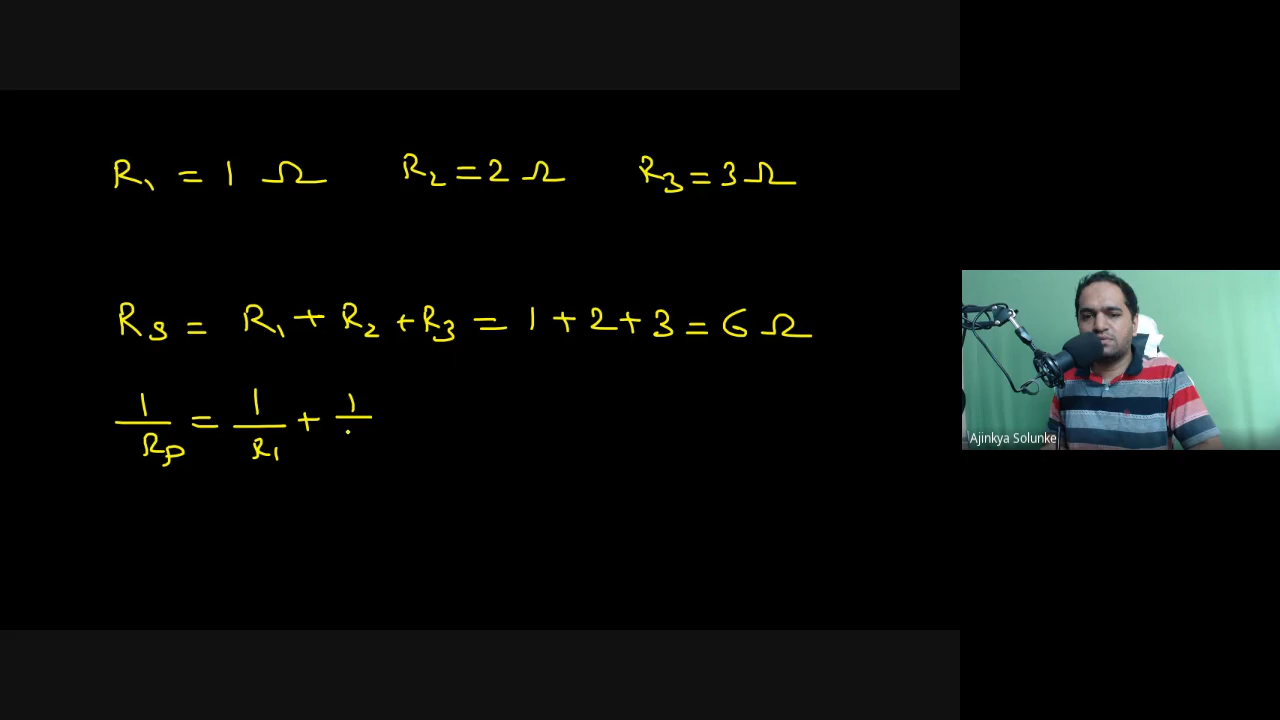 R₁ = 1 Ω R₂ = 2 Ω R₃ = 3 Ω
Rs = R₁ + R₂ + R₃ = 1 + 2 + 3 = 6 Ω
1/Rp = 1/R₁ + 1/
Ajinkya Solunke